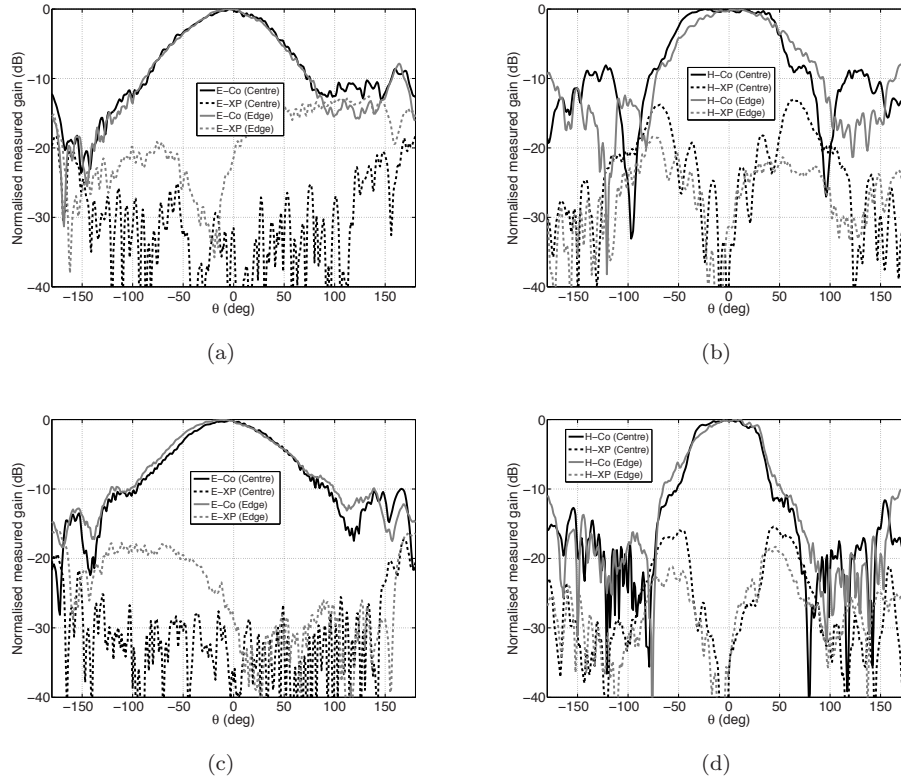 0
−10
−20
−30
−40
Normalised measured gain (dB)
E−Co (Centre)
E−XP (Centre)
E−Co (Edge)
E−XP (Edge)
−150 −100 −50 0 50 100 150
θ (deg)
(a)
0
−10
−20
−30
−40
Normalised measured gain (dB)
H−Co (Centre)
H−XP (Centre)
H−Co (Edge)
H−XP (Edge)
−150 −100 −50 0 50 100 150
θ (deg)
(b)
0
−10
−20
−30
−40
Normalised measured gain (dB)
E−Co (Centre)
E−XP (Centre)
E−Co (Edge)
E−XP (Edge)
−150 −100 −50 0 50 100 150
θ (deg)
(c)
0
−10
−20
−30
−40
Normalised measured gain (dB)
H−Co (Centre)
H−XP (Centre)
H−Co (Edge)
H−XP (Edge)
−150 −100 −50 0 50 100 150
θ (deg)
(d)